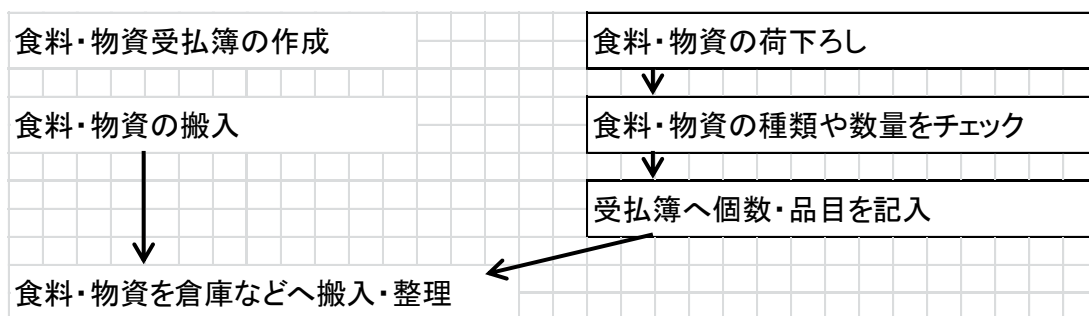 食料・物資受払簿の作成
食料・物資の荷下ろし
食料・物資の搬入
食料・物資の種類や数量をチェック
受払簿へ個数・品目を記入
食料・物資を倉庫などへ搬入・整理